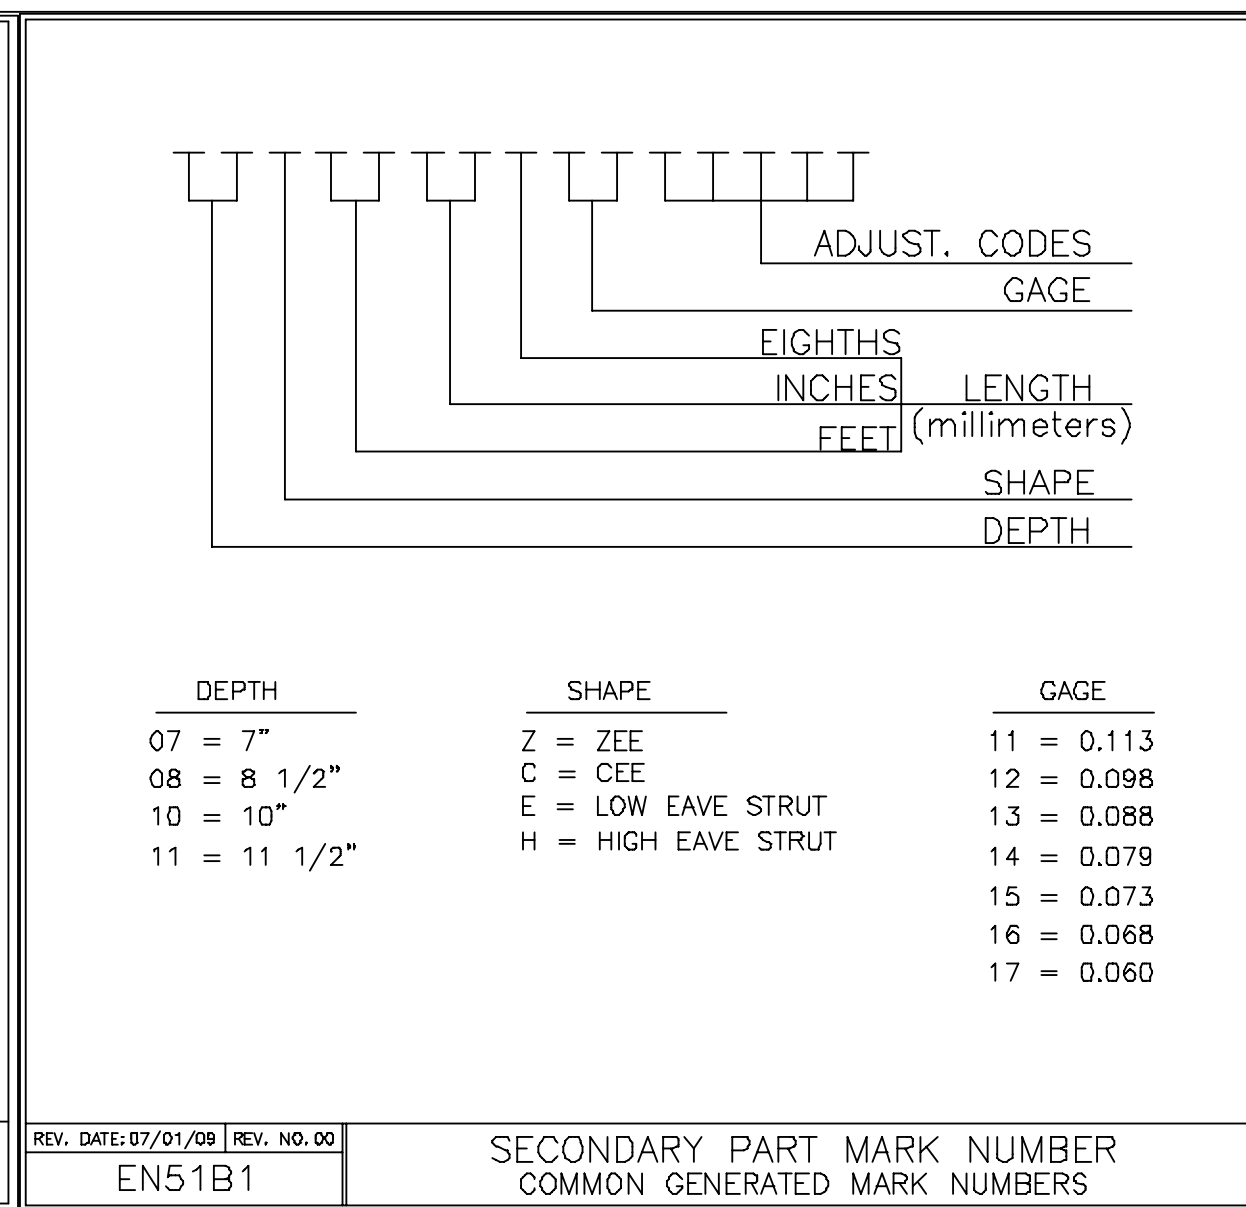 ADJUST. CODES
GAGE
EIGHTHS
INCHES LENGTH
(millimeters)
FEET
SHAPE
DEPTH
DEPTH
07 = 7"
08 = 8 1/2"
10 = 10"
11 = 11 1/2"
SHAPE
Z = ZEE
C = CEE
E = LOW EAVE STRUT
H = HIGH EAVE STRUT
GAGE
11 = 0.113
12 = 0.098
13 = 0.088
14 = 0.079
15 = 0.073
16 = 0.068
17 = 0.060
REV. DATE: 07/01/09 REV. NO. 00
EN51B1
SECONDARY PART MARK NUMBER
COMMON GENERATED MARK NUMBERS